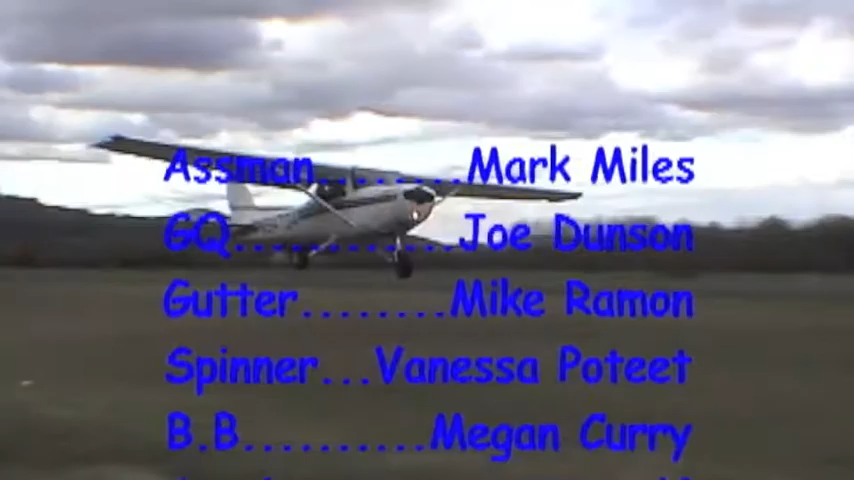 Assman........Mark Miles
GQ............Joe Dunson
Gutter........Mike Ramon
Spinner...Vanessa Poteet
B.B..........Megan Curry